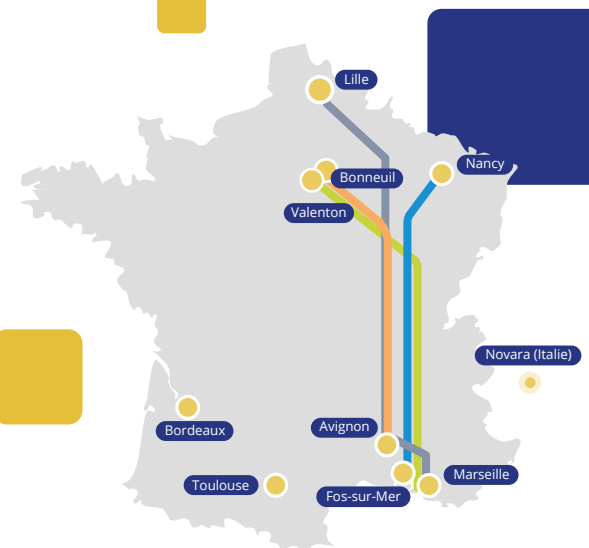 Lille
Nancy
Bonneuil
Valenton
Novara (Italie)
Avignon
Bordeaux
Marseille
Toulouse
Fos-sur-Mer